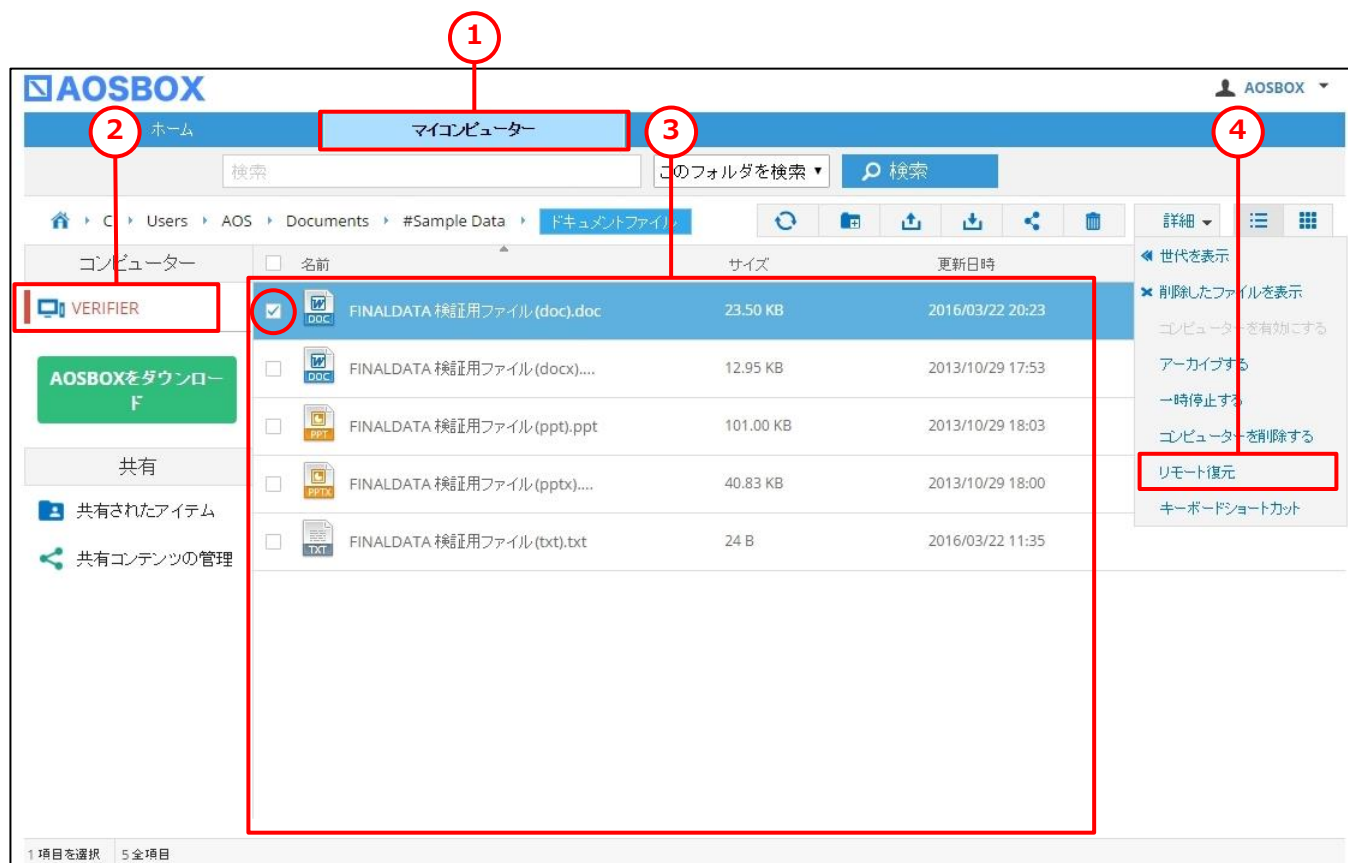 1
AOSBOX
AOSBOX
2
ホーム
マイコンピューター
3
4
検索
このフォルダを検索
検索
C
Users
AOS
Documents
#Sample Data
ドキュメントファイル
詳細
コンピューター
名前
サイズ
更新日時
世代を表示
VERIFIER
DOC
FINALDATA 検証用ファイル(doc).doc
23.50 KB
2016/03/22 20:23
削除したファイルを表示
コンピューターを有効にする
AOSBOXをダウンロー
ド
DOC
FINALDATA 検証用ファイル(docx)....
12.95 KB
2013/10/29 17:53
アーカイブする
一時停止する
PPT
FINALDATA 検証用ファイル(ppt).ppt
101.00 KB
2013/10/29 18:03
コンピューターを削除する
共有
リモート復元
PPTX
FINALDATA 検証用ファイル(pptx)....
40.83 KB
2013/10/29 18:00
キーボードショートカット
共有されたアイテム
TXT
FINALDATA 検証用ファイル(txt).txt
24 B
2016/03/22 11:35
共有コンテンツの管理
1 項目を選択
5 全項目